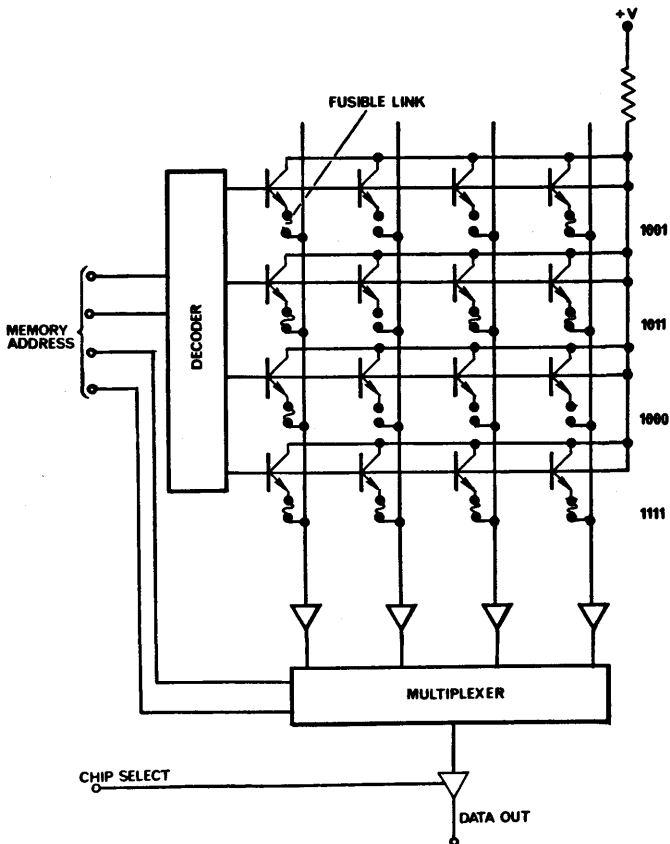 +V
FUSIBLE LINK
1001
MEMORY
ADDRESS
DECODER
1011
1000
1111
MULTIPLEXER
CHIP SELECT
DATA OUT